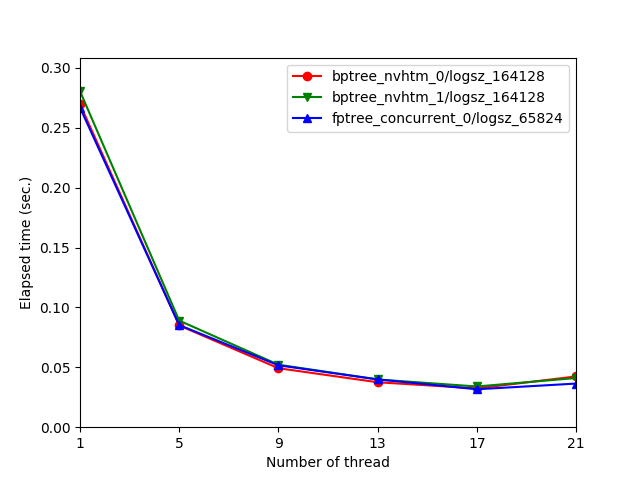 0.30
0.25
0.20
0.15
0.10
0.05
0.00
Elapsed time (sec.)
bptree_nvhtm_0/logsz_164128
bptree_nvhtm_1/logsz_164128
fptree_concurrent_0/logsz_65824
1 5 9 13 17 21
Number of thread